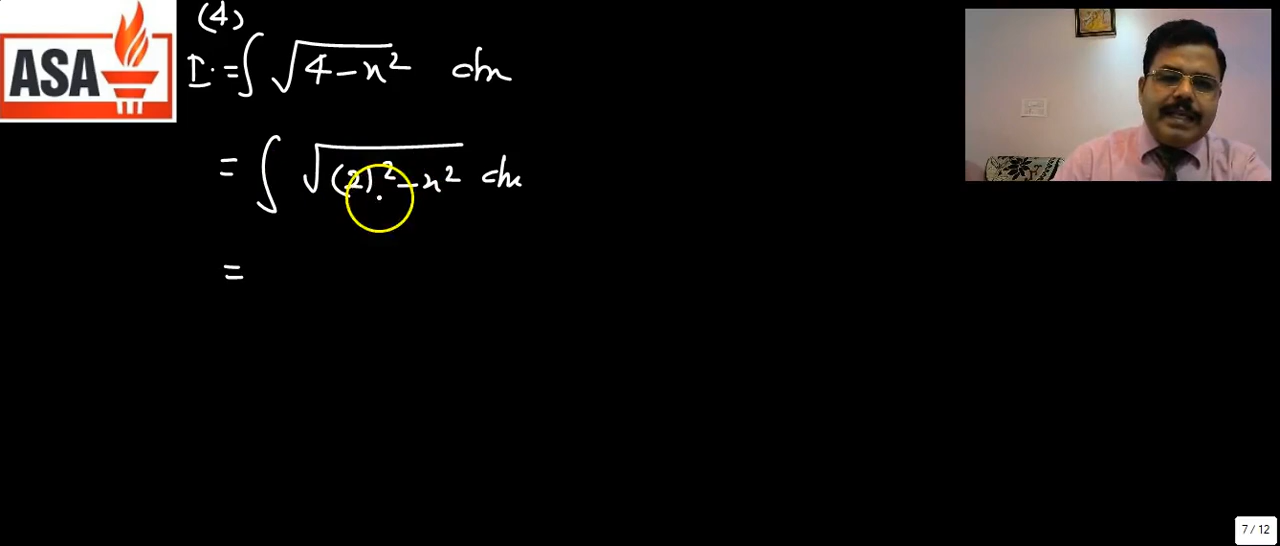 ASA
(4)
I = ∫ √(4 - x²) dx
= ∫ √((2)² - x²) dx
=
7 / 12